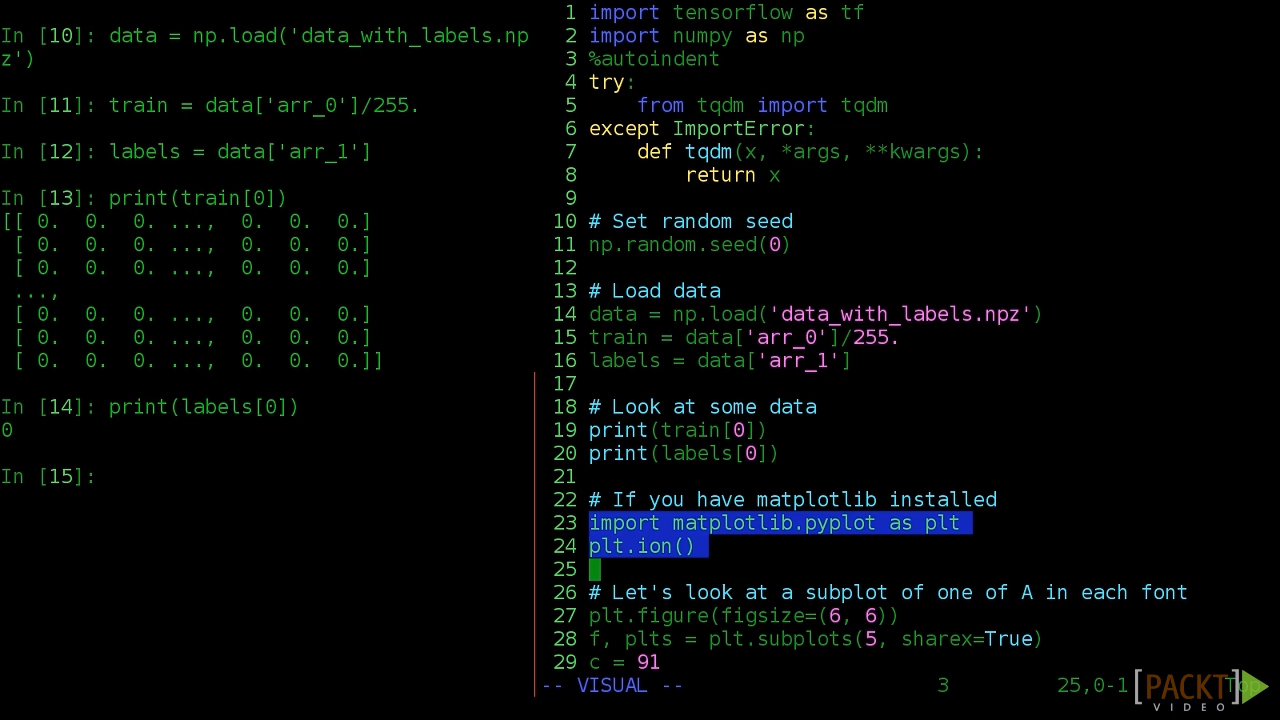 In [10]: data = np.load('data_with_labels.np
z')
In [11]: train = data['arr_0']/255.
In [12]: labels = data['arr_1']
In [13]: print(train[0])
[[ 0.  0.  0. ...,  0.  0.  0.]
 [ 0.  0.  0. ...,  0.  0.  0.]
 [ 0.  0.  0. ...,  0.  0.  0.]
 ...,
 [ 0.  0.  0. ...,  0.  0.  0.]
 [ 0.  0.  0. ...,  0.  0.  0.]
 [ 0.  0.  0. ...,  0.  0.  0.]]
In [14]: print(labels[0])
0
In [15]:
1 import tensorflow as tf
2 import numpy as np
3 %autoindent
4 try:
5     from tqdm import tqdm
6 except ImportError:
7     def tqdm(x, *args, **kwargs):
8         return x
9
10 # Set random seed
11 np.random.seed(0)
12
13 # Load data
14 data = np.load('data_with_labels.npz')
15 train = data['arr_0']/255.
16 labels = data['arr_1']
17
18 # Look at some data
19 print(train[0])
20 print(labels[0])
21
22 # If you have matplotlib installed
23 import matplotlib.pyplot as plt
24 plt.ion()
25
26 # Let's look at a subplot of one of A in each font
27 plt.figure(figsize=(6, 6))
28 f, plts = plt.subplots(5, sharex=True)
29 c = 91
-- VISUAL -- 3 25,0-1 Top
[PACKT]
VIDEO